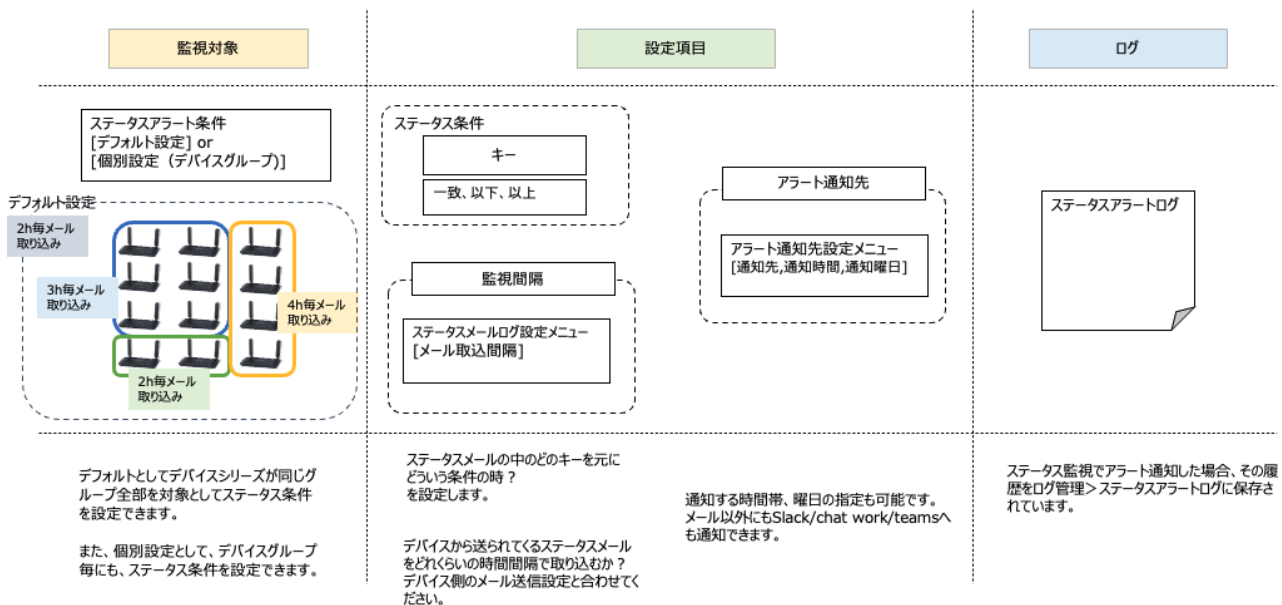 監視対象
設定項目
ログ
ステータスアラート条件
[デフォルト設定] or
[個別設定（デバイスグループ)]
デフォルト設定
2h毎メール
取り込み
3h毎メール
取り込み
4h毎メール
取り込み
2h毎メール
取り込み
ステータス条件
キー
一致、以下、以上
監視間隔
ステータスメールログ設定メニュー
[メール取込間隔]
アラート通知先
アラート通知先設定メニュー
[通知先,通知時間,通知曜日]
ステータスアラートログ
デフォルトとしてデバイスシリーズが同じグ
ループ全部を対象としてステータス条件
を設定できます。
また、個別設定として、デバイスグループ
毎にも、ステータス条件を設定できます。
ステータスメールの中のどのキーを元に
どういう条件の時？
を設定します。
デバイスから送られてくるステータスメール
をどれくらいの時間間隔で取り込むか？
デバイス側のメール送信設定と合わせてく
ださい。
通知する時間帯、曜日の指定も可能です。
メール以外にもSlack/chat work/teamsへ
も通知できます。
ステータス監視でアラート通知した場合、その履
歴をログ管理＞ステータスアラートログに保存さ
れています。